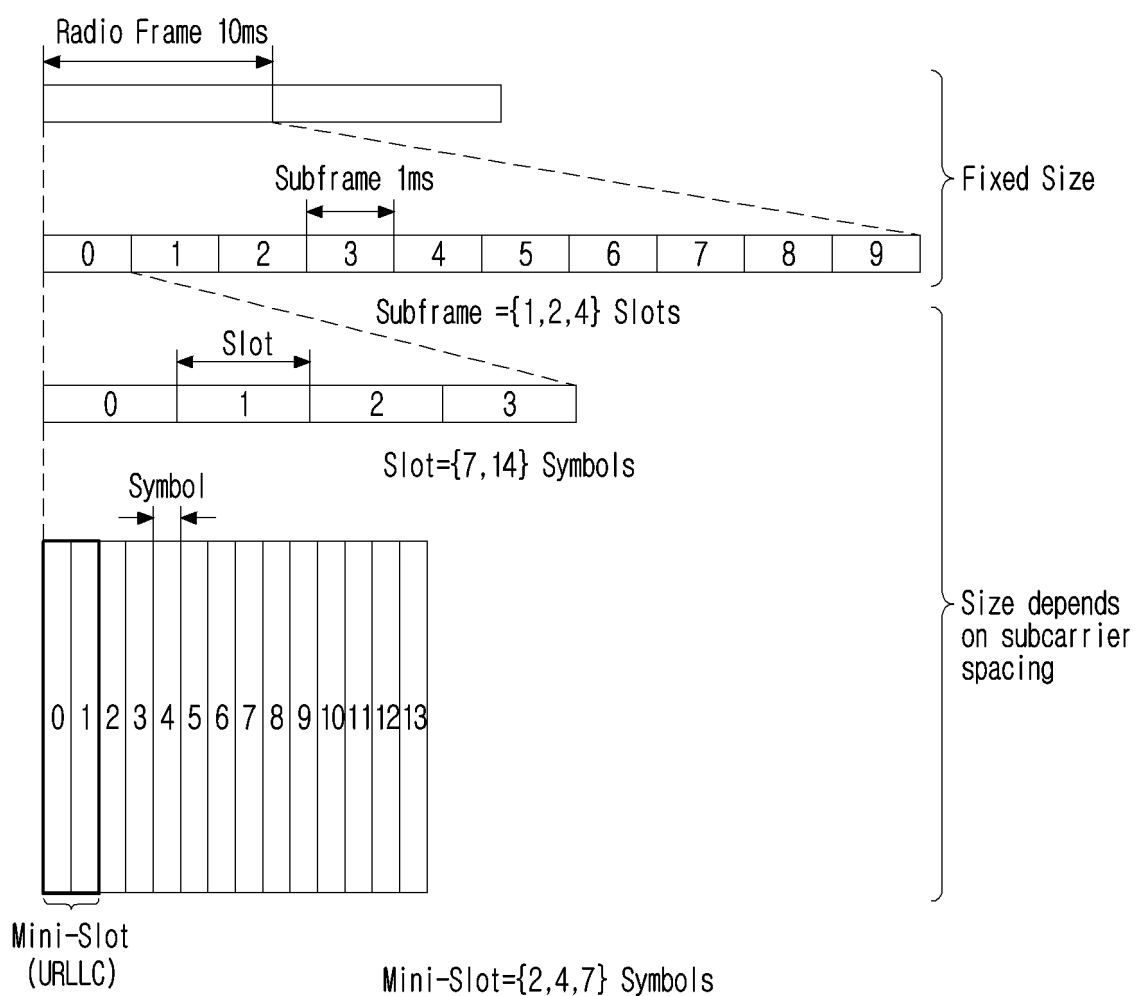 Radio Frame 10ms
Fixed Size
Subframe 1ms
0 1 2 3 4 5 6 7 8 9
Subframe ={1,2,4} Slots
Slot
0 1 2 3
Slot={7,14} Symbols
Symbol
Size depends
on subcarrier
spacing
0 1 2 3 4 5 6 7 8 9 10 11 12 13
Mini-Slot
(URLLC)
Mini-Slot={2,4,7} Symbols